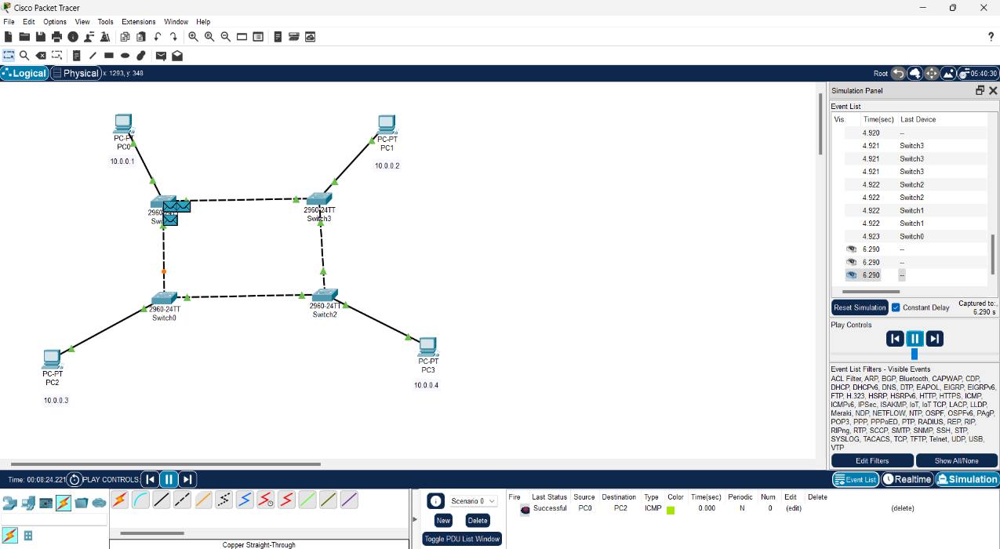 Cisco Packet Tracer
File Edit Options View Tools Extensions Window Help
?
Logical Physical x: 1293, y: 348
Root 05:40:30
Simulation Panel
Event List
Vis. Time(sec) Last Device
4.920 --
4.921 Switch3
4.921 Switch3
4.921 Switch3
4.922 Switch2
4.922 Switch2
4.922 Switch1
4.922 Switch1
4.923 Switch0
6.290 --
6.290 --
6.290 --
Reset Simulation Constant Delay Captured to:
6.290 s
Play Controls
Event List Filters - Visible Events
ACL Filter, ARP, BGP, Bluetooth, CAPWAP, CDP,
DHCP, DHCPv6, DNS, DTP, EAPOL, EIGRP, EIGRPv6,
FTP, H.323, HSRP, HSRPv6, HTTP, HTTPS, ICMP,
ICMPv6, IPSec, ISAKMP, IoT, IoT TCP, LACP, LLDP,
Meraki, NDP, NETFLOW, NTP, OSPF, OSPFv6, PAgP,
POP3, PPP, PPPoED, PTP, RADIUS, REP, RIP,
RIPng, RTP, SCCP, SMTP, SNMP, SSH, STP,
SYSLOG, TACACS, TCP, TFTP, Telnet, UDP, USB,
VTP
Edit Filters Show All/None
Event List Realtime Simulation
PC-PT
PC0
10.0.0.1
PC-PT
PC1
10.0.0.2
2960-24TT
Switch3
2960-24TT
Switch0
2960-24TT
Switch2
PC-PT
PC2
10.0.0.3
PC-PT
PC3
10.0.0.4
Time: 00:08:24.221 PLAY CONTROLS:
Copper Straight-Through
Scenario 0
New Delete
Toggle PDU List Window
Fire Last Status Source Destination Type Color Time(sec) Periodic Num Edit Delete
Successful PC0 PC2 ICMP 0.000 N 0 (edit) (delete)